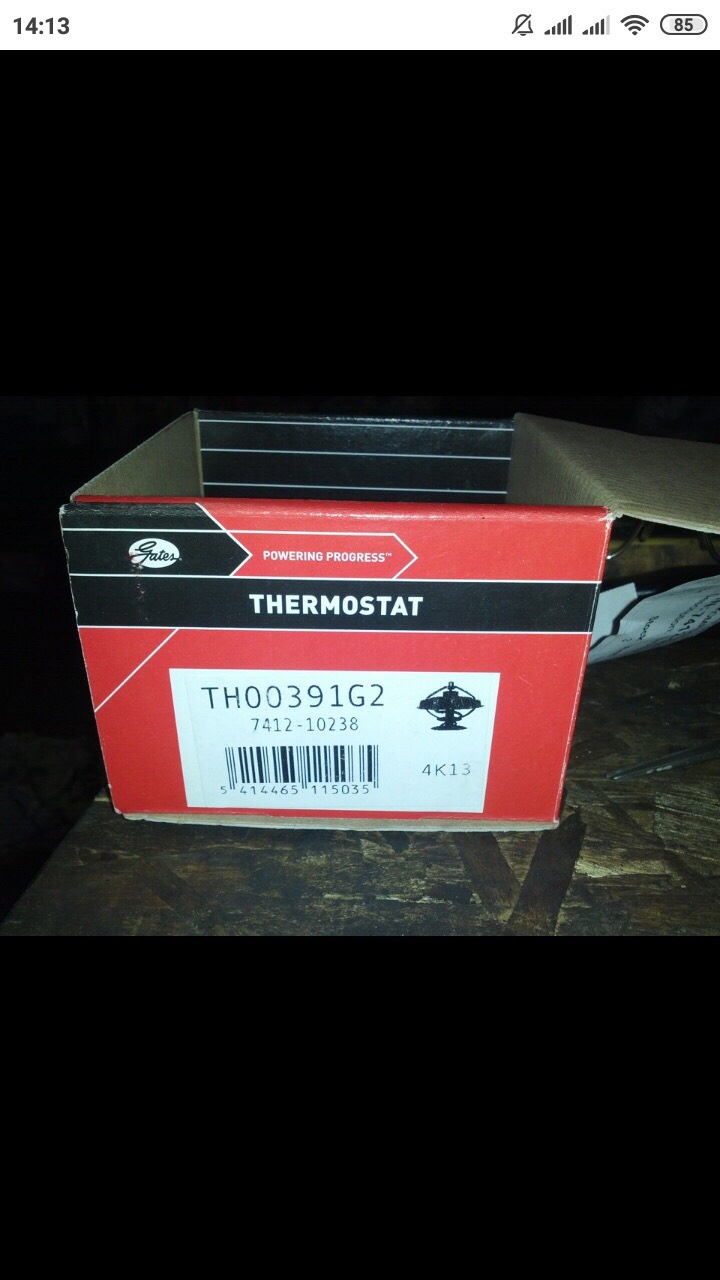 14:13
85
Gates
POWERING PROGRESS™
THERMOSTAT
TH00391G2
7412-10238
4K13
5 414465 115035